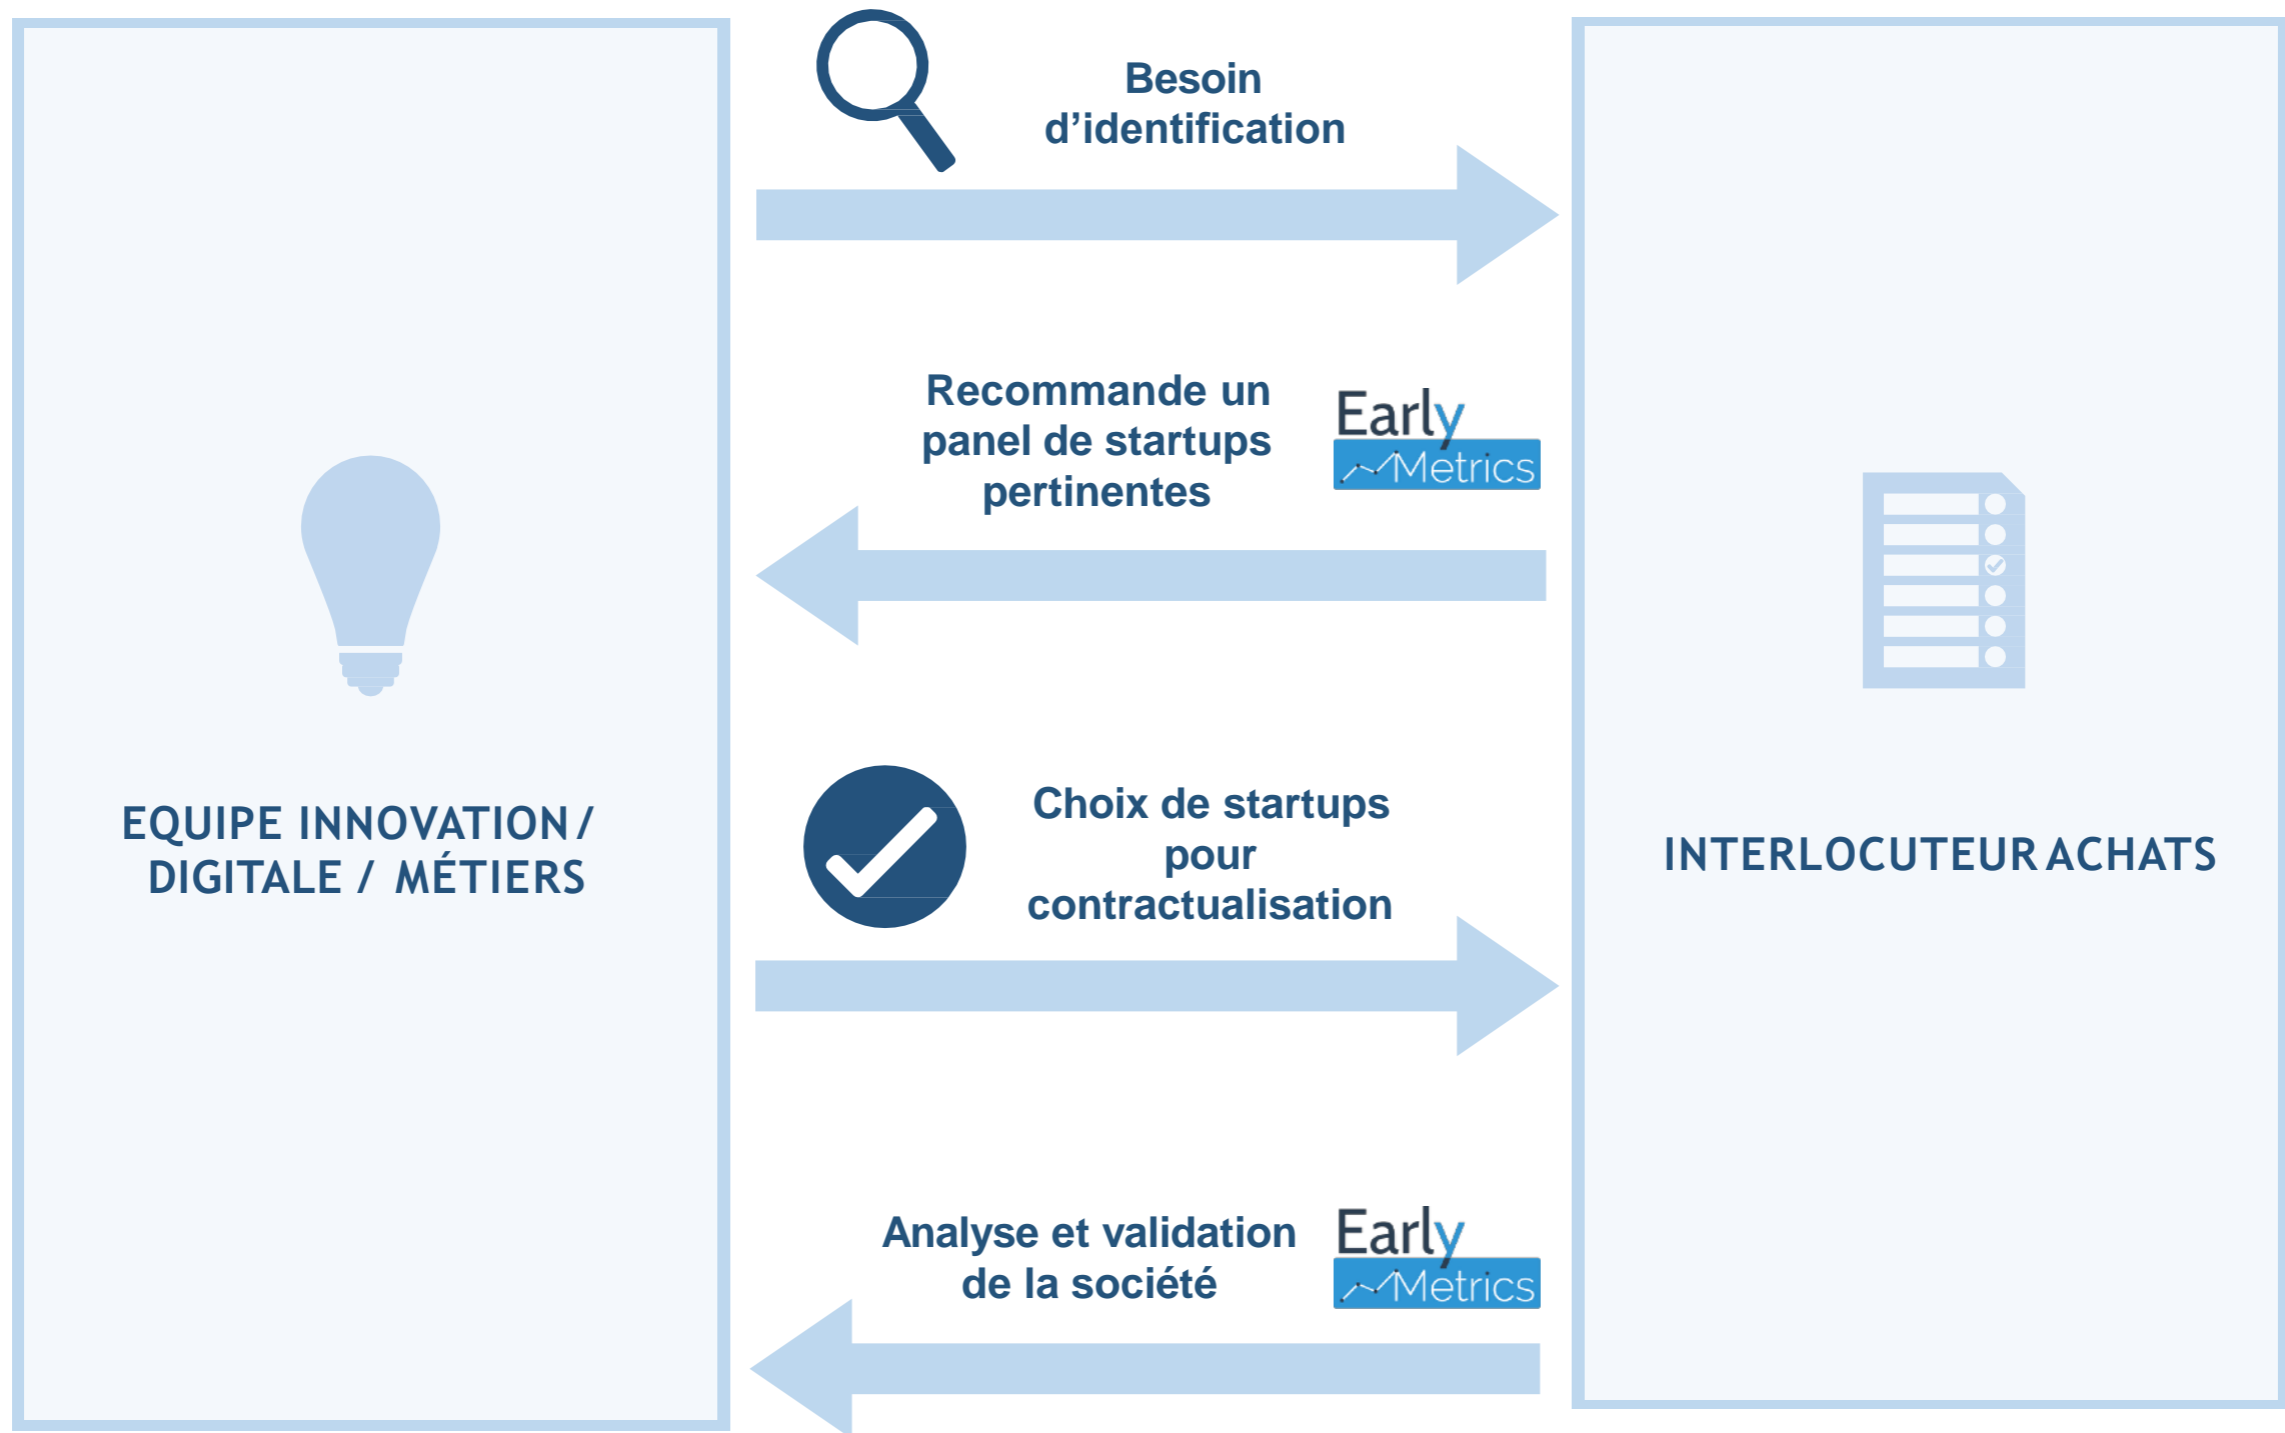 Besoin
d’identification
Recommande un
panel de startups
pertinentes
Early
Metrics
EQUIPE INNOVATION /
DIGITALE / MÉTIERS
Choix de startups
pour
contractualisation
INTERLOCUTEUR ACHATS
Analyse et validation
de la société
Early
Metrics